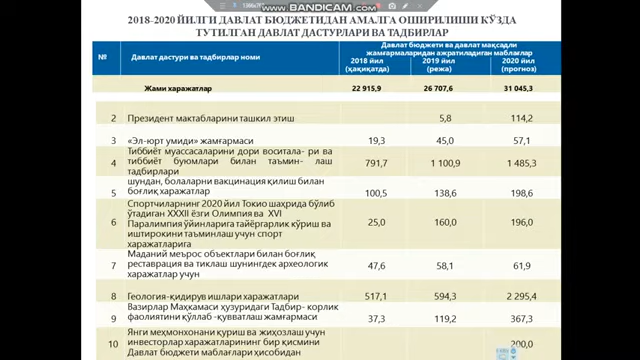 www.BANDICAM.com
2018-2020 ЙИЛГИ ДАВЛАТ БЮДЖЕТИДАН АМАЛГА ОШИРИЛИШИ КЎЗДА
ТУТИЛГАН ДАВЛАТ ДАСТУРЛАРИ ВА ТАДБИРЛАР
Давлат бюджети ва давлат мақсадли
жамғармаларидан ажратиладиган маблағлар
№ Давлат дастури ва тадбирлар номи 2018 йил 2019 йил 2020 йил
(ҳақиқатда) (режа) (прогноз)
Жами харажатлар 22 915,9 26 707,6 31 045,3
2 Президент мактабларини ташкил этиш 5,8 114,2
3 «Эл-юрт умиди» жамғармаси 19,3 45,0 57,1
Тиббиёт муассасаларини дори восита­ла- ри ва
4 тиббиёт буюмлари билан таъмин- лаш 791,7 1 100,9 1 485,3
тадбирлари
5 шундан, болаларни вакцинация қилиш билан 100,5 138,6 198,6
боғлиқ харажатлар
Спортчиларнинг 2020 йил Токио шаҳрида бўлиб
ўтадиган XXXII ёзги Олимпия ва XVI
6 Паралимпия ўйинларига тайёргарлик кўриш ва 25,0 160,0 196,0
иштирокини таъминлаш учун спорт
харажатларига
Маданий мерос объектлари билан боғлиқ
7 реставрация ва тиклаш шунингдек археологик 47,6 58,1 61,9
харажатлар учун
8 Геология-қидирув ишлари харажатлари 517,1 594,3 2 295,4
9 Вазирлар Маҳкамаси ҳузуридаги Тадбир- корлик 37,3 119,2 367,3
фаолиятини қўллаб -қувватлаш жамғармаси
Янги меҳмонхонани қуриш ва жиҳозлаш учун
10 инвесторлар харажатларининг бир қисмини 200,0
Давлат бюджети маблағлари ҳисобидан